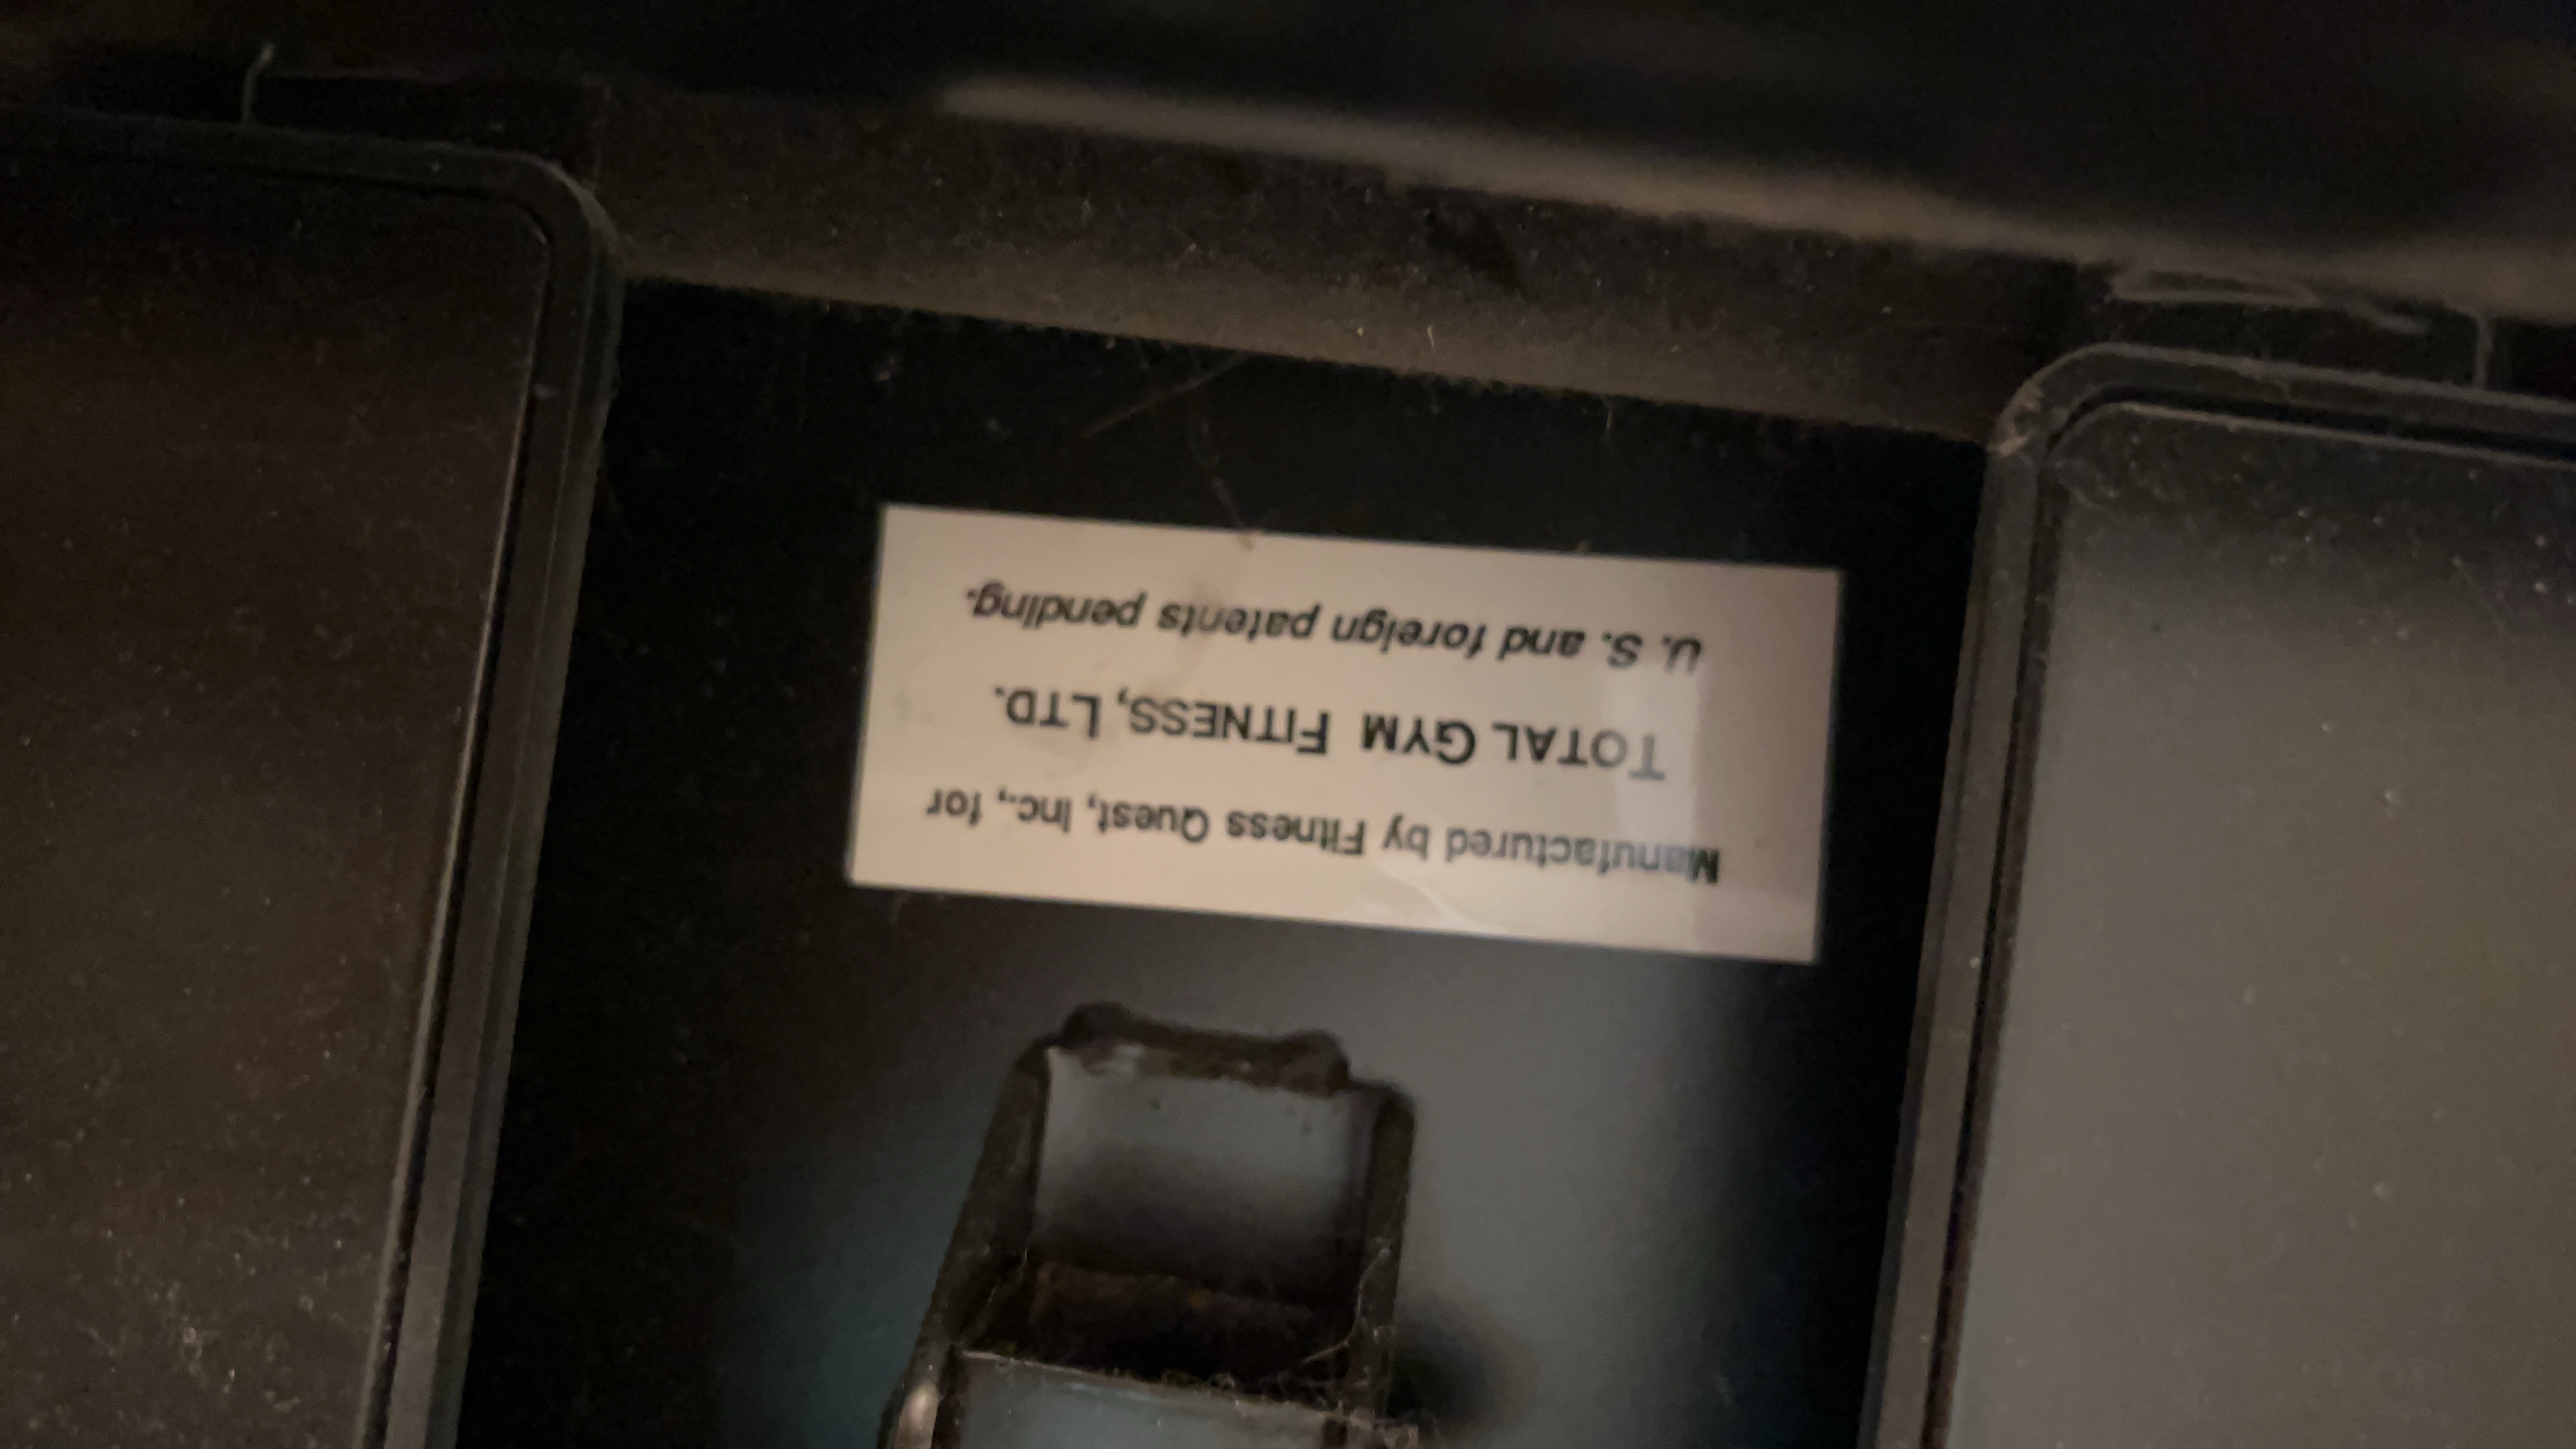 Manufactured by Fitness Quest, Inc., for
TOTAL GYM FITNESS, LTD.
U. S. and foreign patents pending.